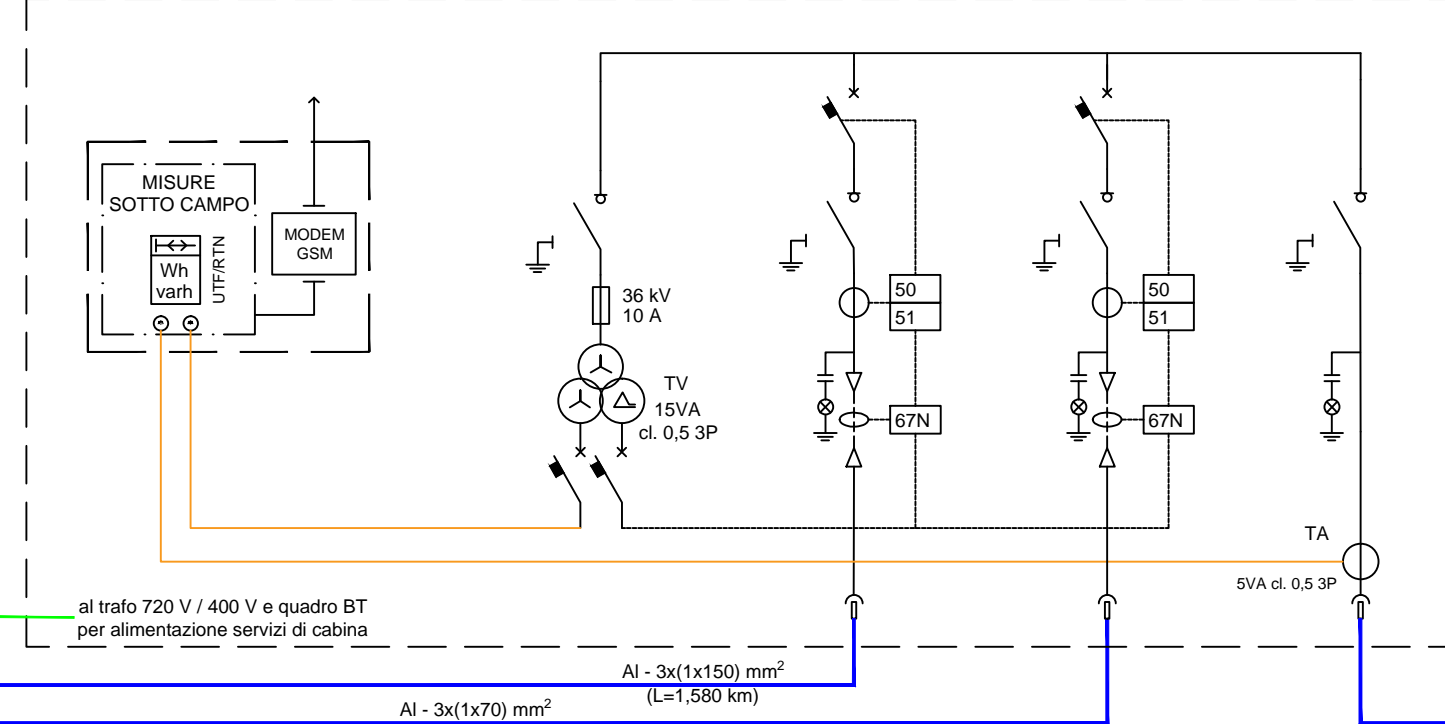 MISURE
SOTTO CAMPO
Wh
varh
UTF/RTN
MODEM
GSM
36 kV
10 A
TV
15VA
cl. 0,5 3P
50
51
67N
50
51
67N
TA
5VA cl. 0,5 3P
al trafo 720 V / 400 V e quadro BT
per alimentazione servizi di cabina
Al - 3x(1x150) mm²
(L=1,580 km)
Al - 3x(1x70) mm²